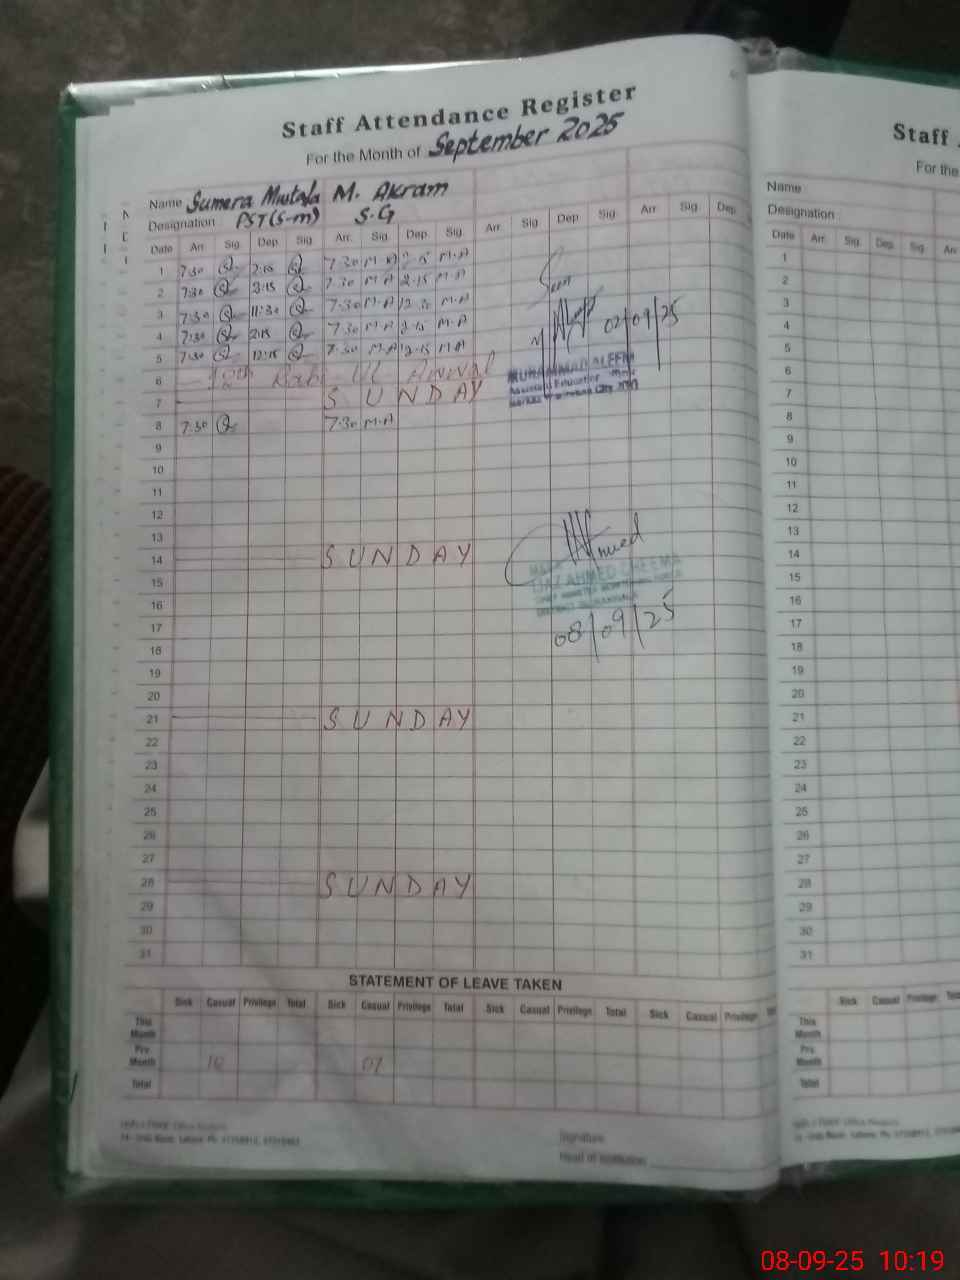 Staff Attendance Register
For the Month of September 2025
Name Sumera Mustafa M. Akram
Designation PST(S-m) S.G
Date Arr. Sig. Dep. Sig. Arr. Sig. Dep. Sig. Arr. Sig. Dep. Sig. Arr. Sig. Dep.
1 7:30 2:15 7.30 M-A 2.15 M-A
2 7:30 2:15 7.30 M-A 2-15 M-A
3 7:30 11:30 7.30 M-A M-A
4 7:30 2:15 7.30 M-A 2.15 M-A
5 7:30 12:15 7.30 M-A 12-15 M-A
6 12th Rabi Ul Awwal
7 SUNDAY
8 7:30 7.30 M-A
9
10
11
12
13
14 SUNDAY
15
16
17
18
19
20
21 SUNDAY
22
23
24
25
26
27
28 SUNDAY
29
30
31
Seen
02/09/25
MUHAMMAD ALEEM
Assistant Education
IJAZ AHMED CHEEMA
08/09/25
STATEMENT OF LEAVE TAKEN
Sick Casual Privilege Total Sick Casual Privilege Total Sick Casual Privilege Total Sick Casual Privilege
This Month
Prv. Month 10 07
Total
Signature
Head of Institution
Staff
For the
Name
Designation
Date Arr. Sig. Dep. Sig.
1
2
3
4
5
6
7
8
9
10
11
12
13
14
15
16
17
18
19
20
21
22
23
24
25
26
27
28
29
30
31
Sick Casual Privilege
This Month
Prv. Month
Total
08-09-25 10:19